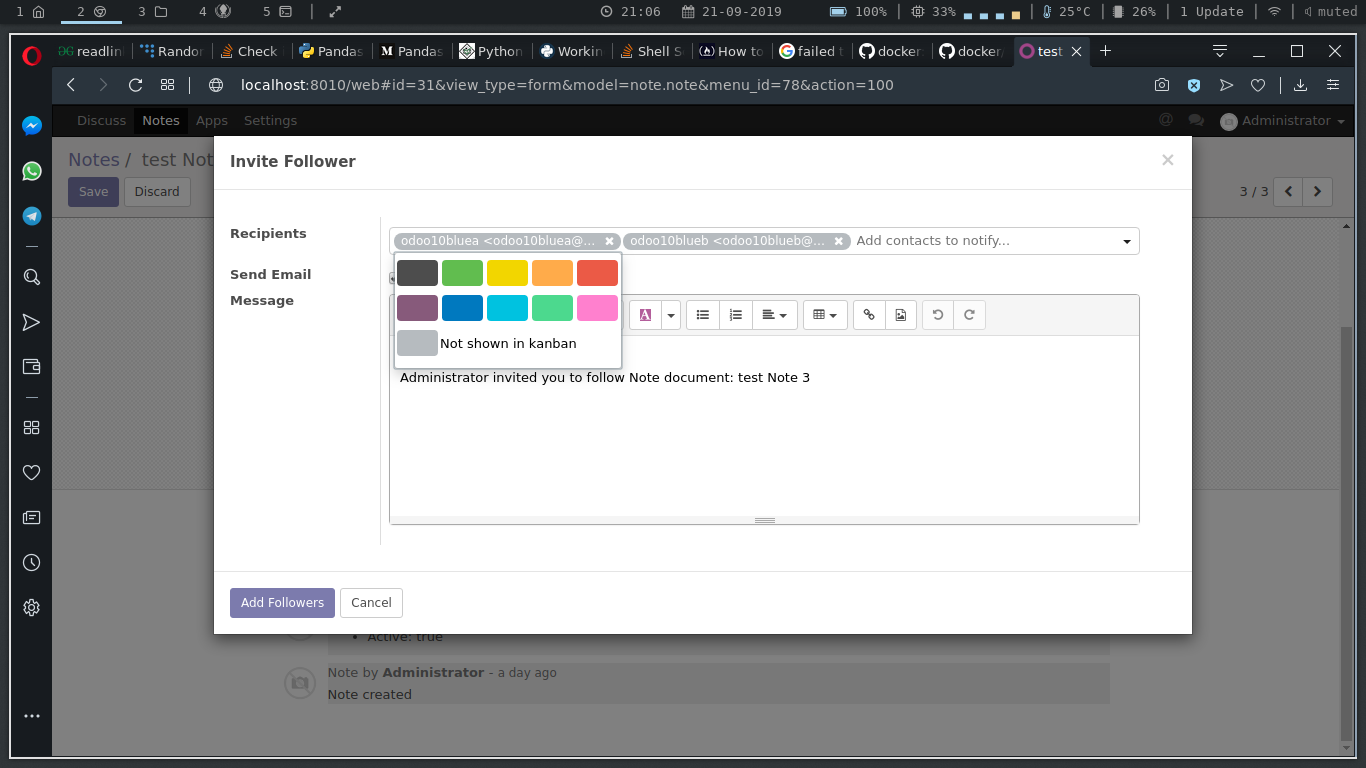 1 2 3 4 5 21:06 21-09-2019 100% 33% 25°C 26% 1 Update muted
readlin Rando Check Pandas Pandas Python Workin Shell S How to failed t docker docker test
localhost:8010/web#id=31&view_type=form&model=note.note&menu_id=78&action=100
Discuss Notes Apps Settings @ Administrator
Notes / test Not
Save Discard 3 / 3
Invite Follower ×
Recipients odoo10bluea <odoo10bluea@... odoo10blueb <odoo10blueb@... Add contacts to notify...
Send Email
Message
A
Not shown in kanban
Administrator invited you to follow Note document: test Note 3
Add Followers Cancel
Active: true
Note by Administrator - a day ago
Note created